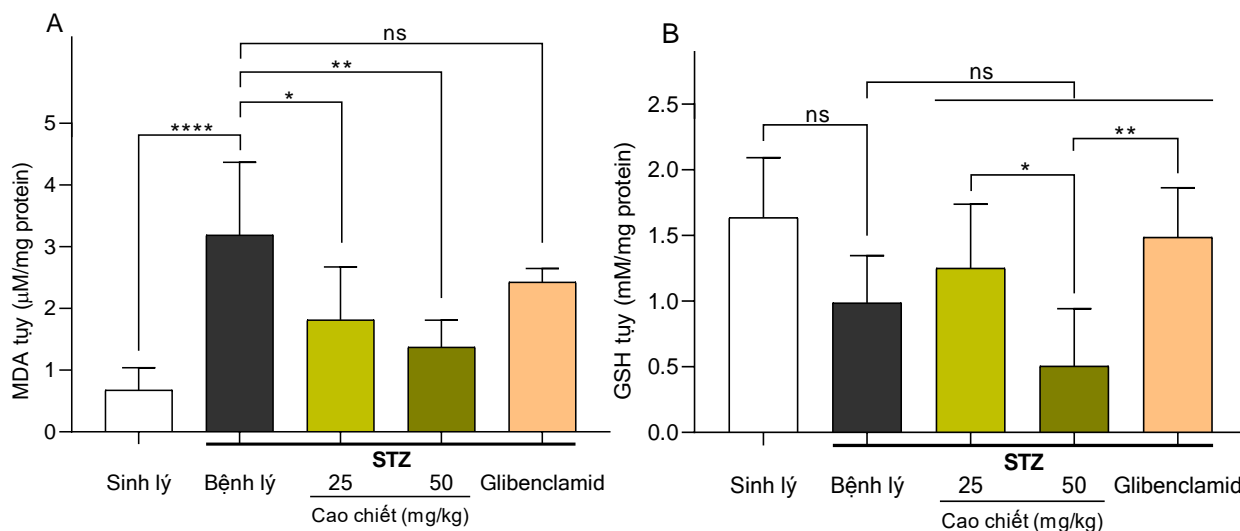 A
MDA tụy (µM/mg protein)
5
4
3
2
1
0
ns
**
*
****
Sinh lý
Bệnh lý
25
50
Glibenclamid
STZ
Cao chiết (mg/kg)
B
GSH tụy (mM/mg protein)
2.5
2.0
1.5
1.0
0.5
0.0
ns
ns
**
*
Sinh lý
Bệnh lý
25
50
Glibenclamid
STZ
Cao chiết (mg/kg)